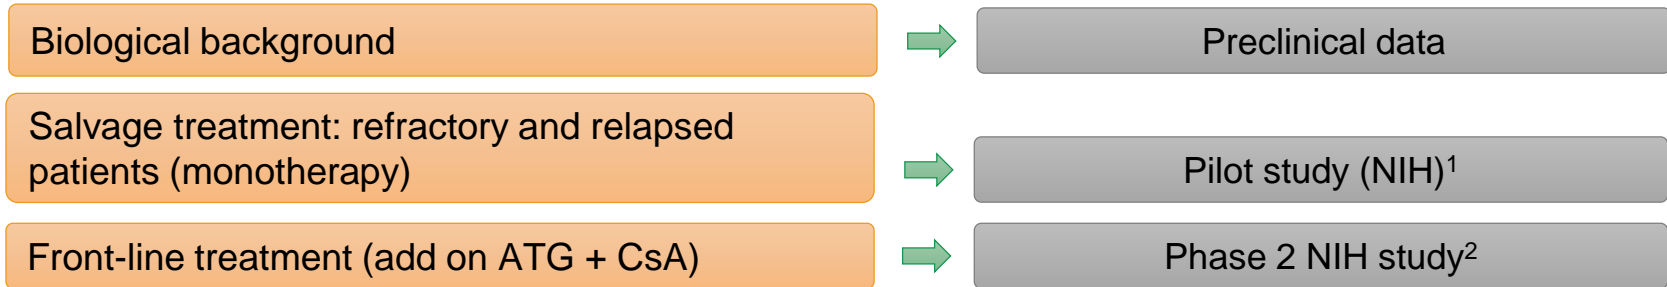 Biological background
Preclinical data
Salvage treatment: refractory and relapsed
patients (monotherapy)
Pilot study (NIH)¹
Front-line treatment (add on ATG + CsA)
Phase 2 NIH study²